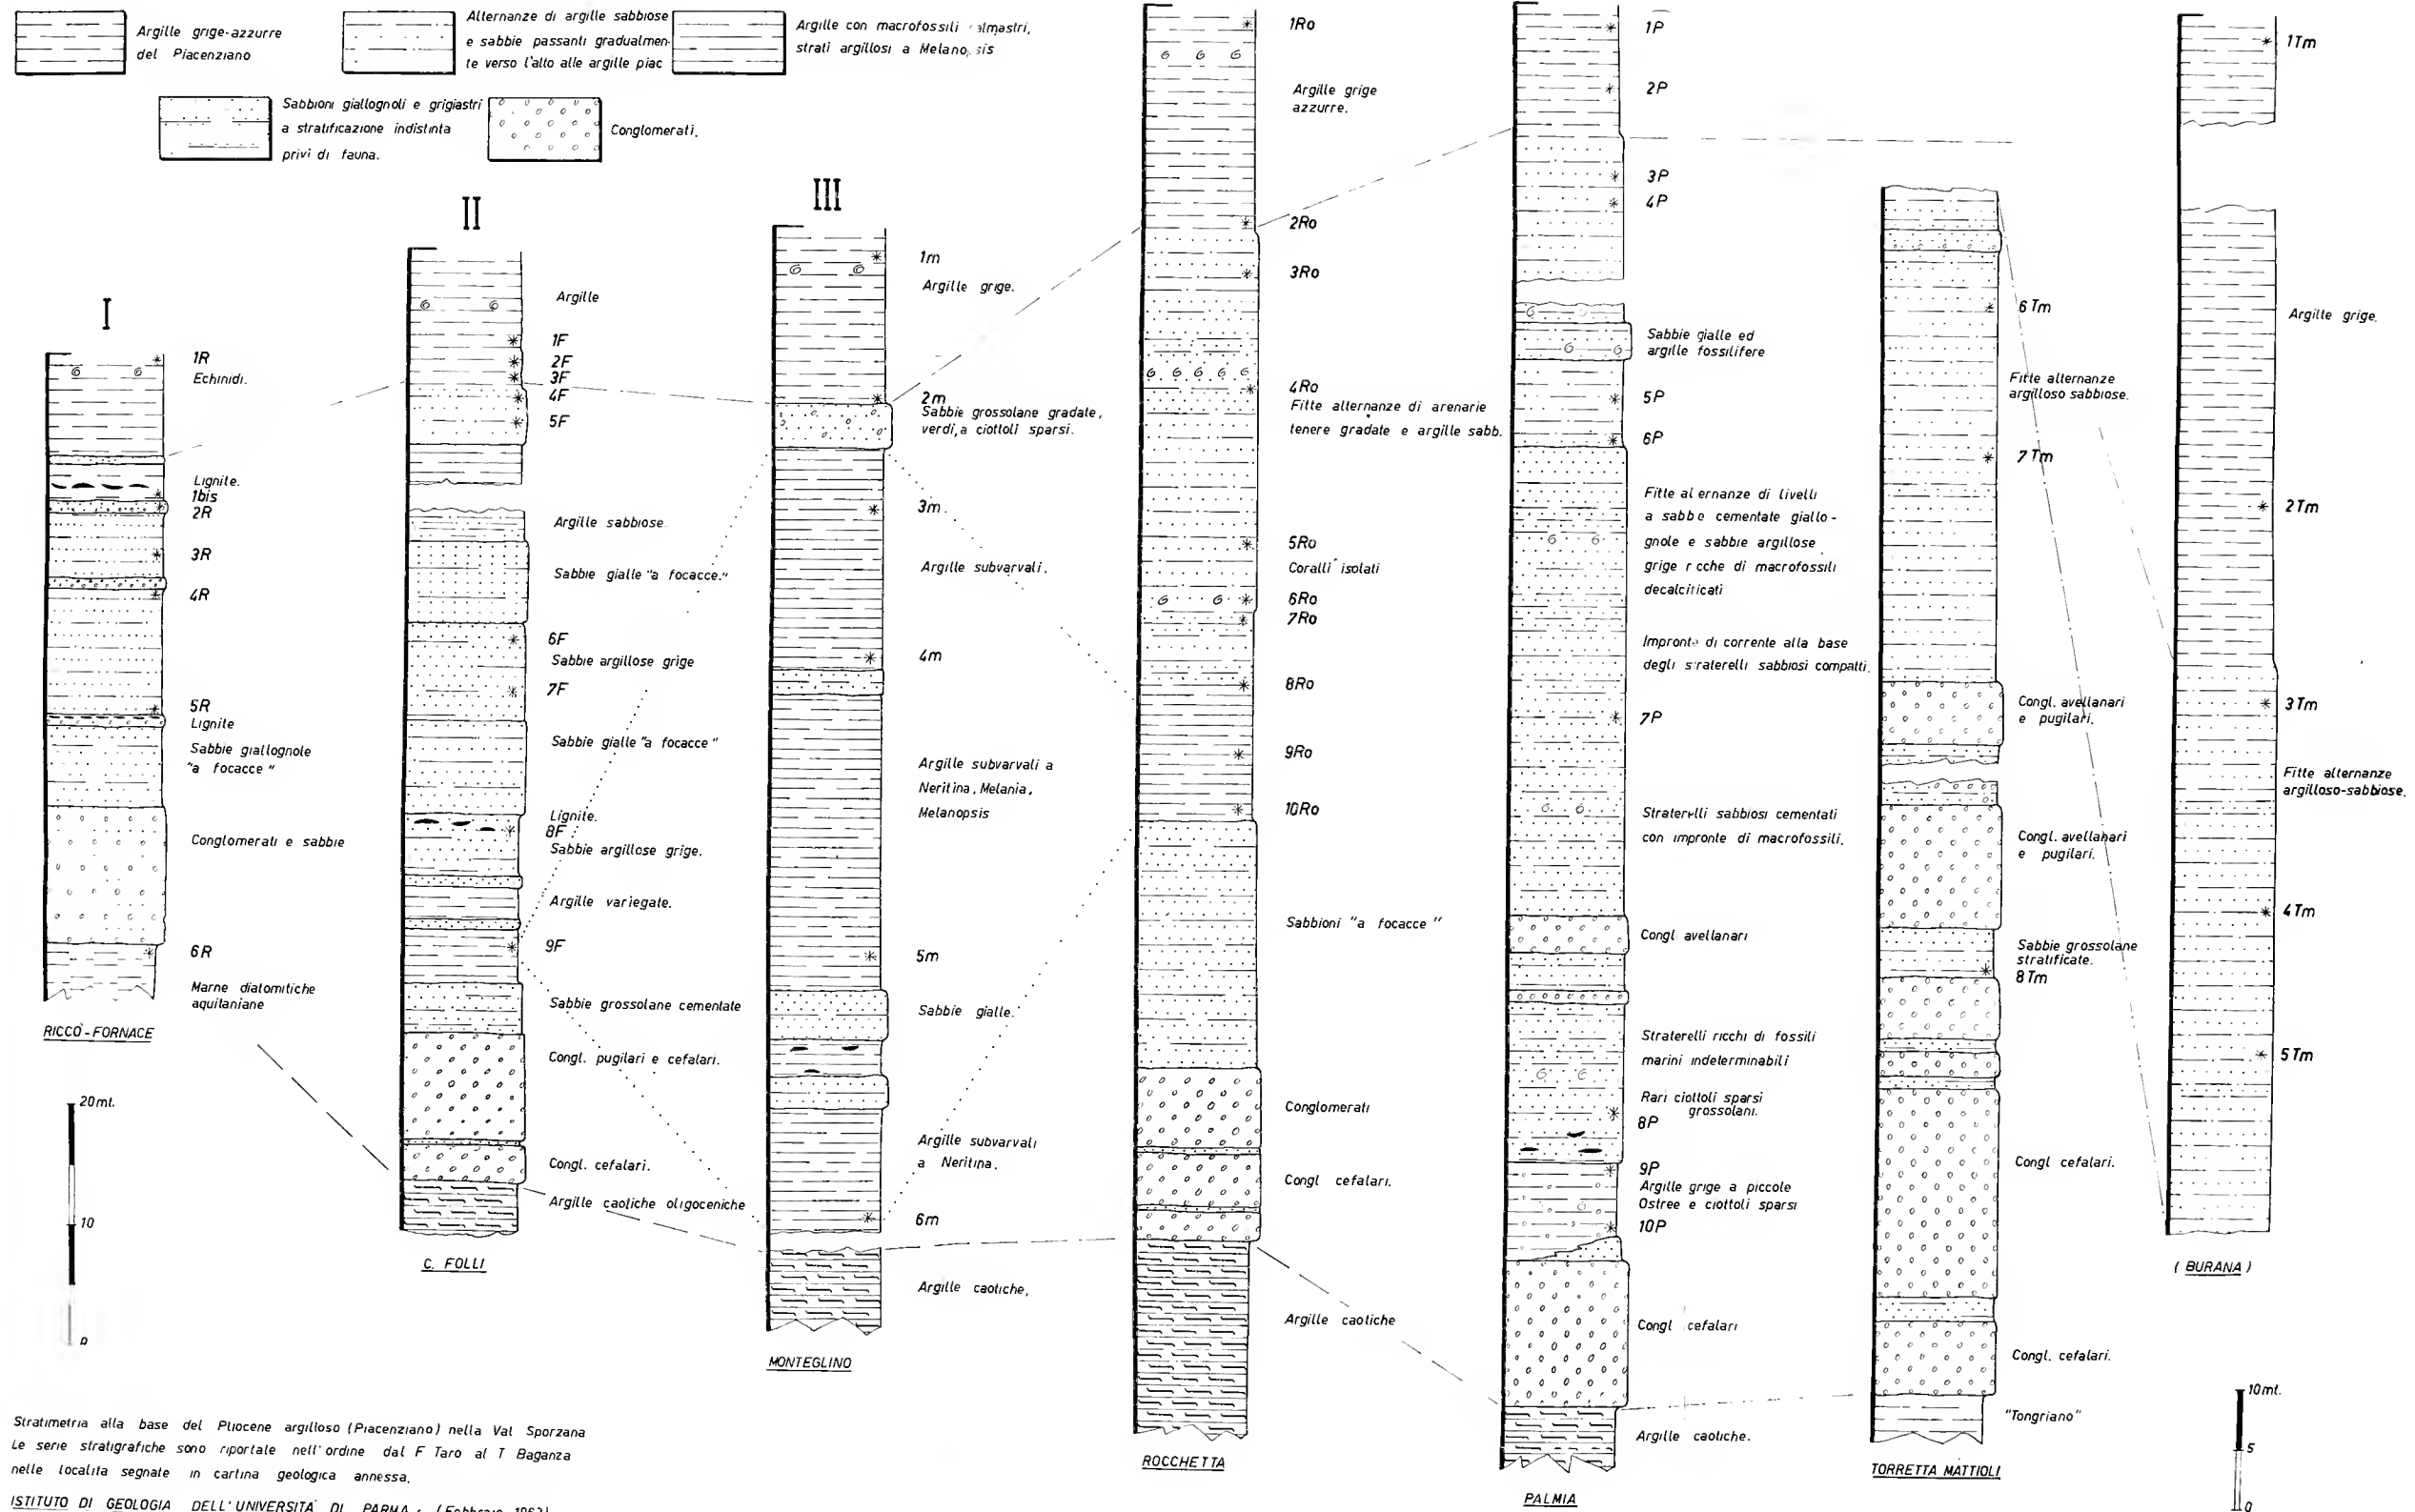 Argille grige-azzurre
del Piacenziano
Alternanze di argille sabbiose
e sabbie passanti gradualmen-
te verso l'alto alle argille piac
Argille con macrofossili
strati argillosi a
Sabbioni giallognoli e grigiastri
a stratificazione indistinta
privi di fauna.
Conglomerati.
I
1R
Echinidi.
Lignite.
1bis
2R
3R
4R
5R
Lignite
Sabbie giallognole
"a focacce"
Conglomerati e sabbie
6R
Marne diatomitiche
aquitaniane
RICCÒ-FORNACE
20mt.
10
0
II
Argille
1F
2F
3F
4F
5F
Argille sabbiose
Sabbie gialle "a focacce."
6F
Sabbie argillose grige
7F
Sabbie gialle "a focacce"
Lignite.
8F
Sabbie argillose grige.
Argille variegate.
9F
Sabbie grossolane cementate
Congl. pugilari e cefalari.
Congl. cefalari.
Argille caotiche oligoceniche
C. FOLLI
III
1m
Argille grige.
2m
Sabbie grossolane gradate,
verdi, a ciottoli sparsi.
3m.
Argille subvarvali.
4m
Argille subvarvali a
Neritina, Melania,
Melanopsis
5m
Sabbie gialle.
Argille subvarvali
a Neritina.
6m
Argille caotiche,
MONTEGLINO
1Ro
Argille grige
azzurre.
2Ro
3Ro
4Ro
Fitte alternanze di arenarie
tenere gradate e argille sabb.
5Ro
Coralli isolati
6Ro
7Ro
8Ro
9Ro
10Ro
Sabbioni "a focacce"
Conglomerati
Congl cefalari.
Argille caotiche
ROCCHETTA
1P
2P
3P
4P
Sabbie gialle ed
argille fossilifere
5P
6P
Fitte al ernanze di livelli
a sabb e cementate giallo-
gnole e sabbie argillose
grige r cche di macrofossili
decalcificati
Impronte di corrente alla base
degli s raterelli sabbiosi compatti.
7P
Straterelli sabbiosi cementati
con impronte di macrofossili.
Congl avellanari
Straterelli ricchi di fossili
marini indeterminabili
Rari ciottoli sparsi
grossolani.
8P
9P
Argille grige a piccole
Ostree e ciottoli sparsi
10P
Congl cefalari
Argille caotiche.
PALMIA
6Tm
Fitte alternanze
argilloso sabbiose.
7Tm
Congl. avellanari
e pugilari.
Congl. avellanari
e pugilari.
Sabbie grossolane
stratificate.
8Tm
Congl cefalari.
Congl. cefalari.
"Tongriano"
TORRETTA MATTIOLI
1Tm
Argille grige.
2Tm
3Tm
Fitte alternanze
argilloso-sabbiose.
4Tm
5Tm
(BURANA)
10mt.
5
0
Stratimetria alla base del Pliocene argilloso (Piacenziano) nella Val Sporzana
Le serie stratigrafiche sono riportate nell'ordine dal F Taro al T Baganza
nelle localita segnate in cartina geologica annessa.
ISTITUTO DI GEOLOGIA DELL'UNIVERSITA DI PARMA